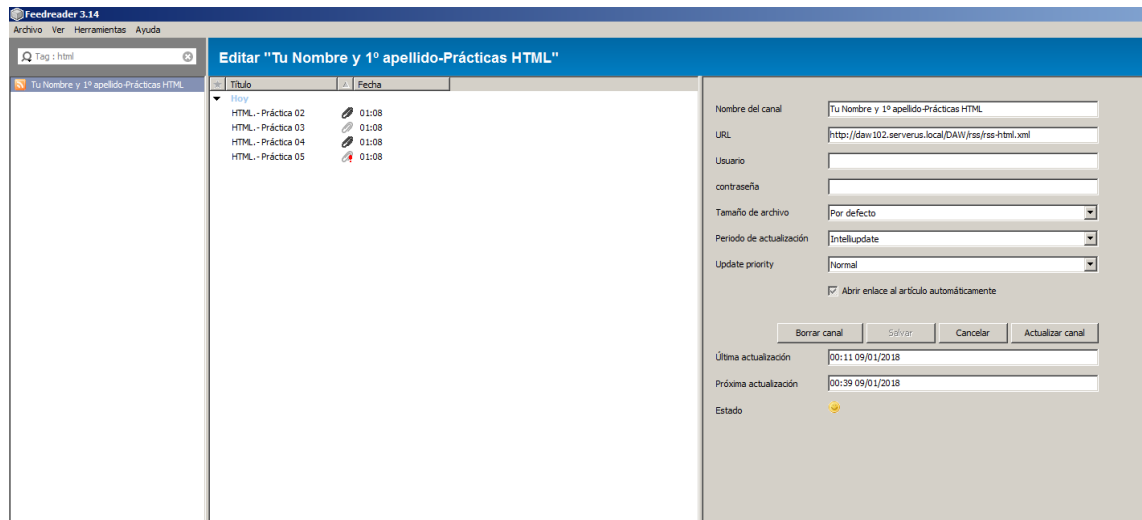 Feedreader 3.14
Archivo Ver Herramientas Ayuda
Tag : html
Editar "Tu Nombre y 1º apellido-Prácticas HTML"
Tu Nombre y 1º apellido-Prácticas HTML
Título Fecha
Hoy
HTML.- Práctica 02 01:08
HTML.- Práctica 03 01:08
HTML.- Práctica 04 01:08
HTML.- Práctica 05 01:08
Nombre del canal Tu Nombre y 1º apellido-Prácticas HTML
URL http://daw102.serverus.local/DAW/rss/rss-html.xml
Usuario
contraseña
Tamaño de archivo Por defecto
Periodo de actualización Intelliupdate
Update priority Normal
Abrir enlace al artículo automáticamente
Borrar canal Salvar Cancelar Actualizar canal
Última actualización 00:11 09/01/2018
Próxima actualización 00:39 09/01/2018
Estado